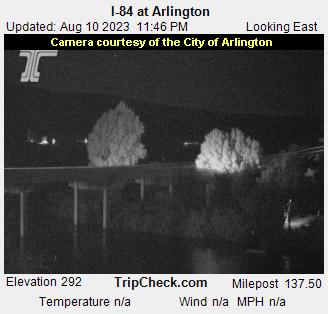 I-84 at Arlington
Updated: Aug 10 2023 11:46 PM Looking East
Camera courtesy of the City of Arlington
Elevation 292 TripCheck.com Milepost 137.50
Temperature n/a Wind n/a MPH n/a